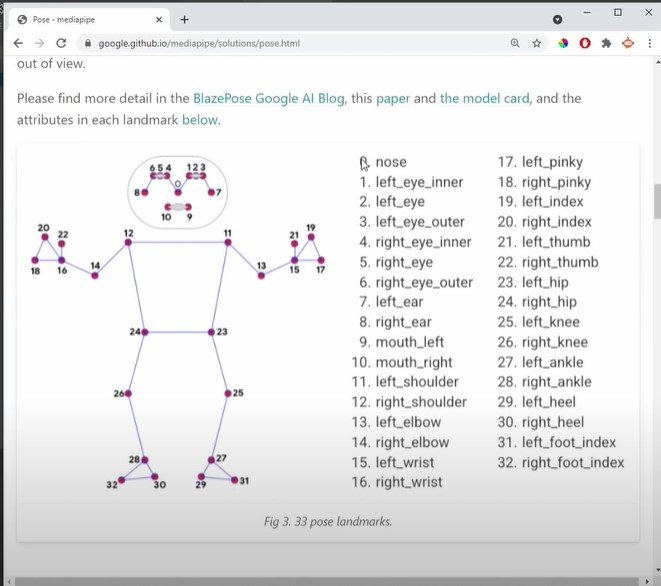 Pose - mediapipe
google.github.io/mediapipe/solutions/pose.html
out of view.
Please find more detail in the BlazePose Google AI Blog, this paper and the model card, and the
attributes in each landmark below.
6 5 4 1 2 3
8 0 7
10 9
20 22 12 11 21 19
18 16 14 13 15 17
24 23
26 25
28 27
32 30 29 31
0. nose
1. left_eye_inner
2. left_eye
3. left_eye_outer
4. right_eye_inner
5. right_eye
6. right_eye_outer
7. left_ear
8. right_ear
9. mouth_left
10. mouth_right
11. left_shoulder
12. right_shoulder
13. left_elbow
14. right_elbow
15. left_wrist
16. right_wrist
17. left_pinky
18. right_pinky
19. left_index
20. right_index
21. left_thumb
22. right_thumb
23. left_hip
24. right_hip
25. left_knee
26. right_knee
27. left_ankle
28. right_ankle
29. left_heel
30. right_heel
31. left_foot_index
32. right_foot_index
Fig 3. 33 pose landmarks.